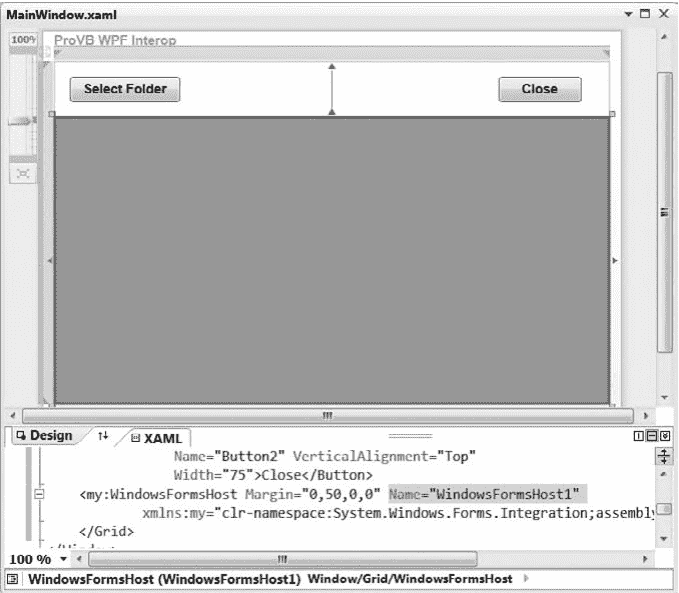 MainWindow.xaml
100%
ProVB WPF Interop
Select Folder
Close
Design
XAML
Name="Button2" VerticalAlignment="Top"
Width="75">Close</Button>
<my:WindowsFormsHost Margin="0,50,0,0" Name="WindowsFormsHost1"
xmlns:my="clr-namespace:System.Windows.Forms.Integration;assembly
</Grid>
100 %
WindowsFormsHost (WindowsFormsHost1) Window/Grid/WindowsFormsHost